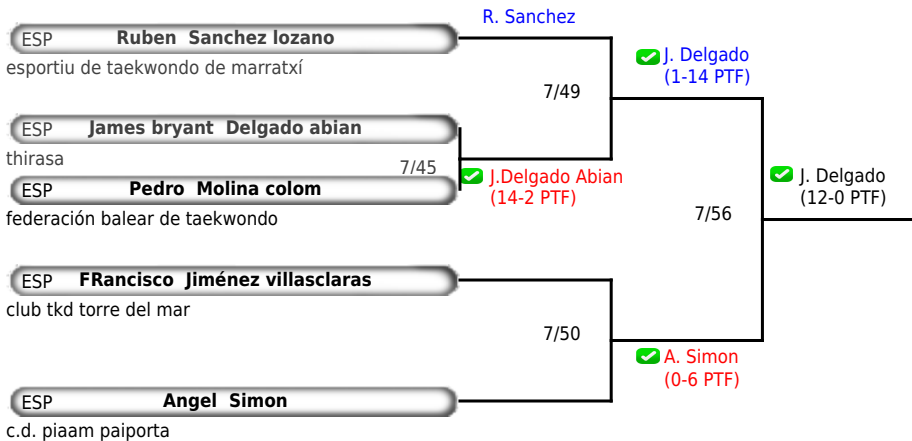 R. Sanchez
ESP Ruben Sanchez lozano
esportiu de taekwondo de marratxí
J. Delgado
(1-14 PTF)
7/49
ESP James bryant Delgado abian
thirasa
7/45
J.Delgado Abian
(14-2 PTF)
ESP Pedro Molina colom
federación balear de taekwondo
J. Delgado
(12-0 PTF)
7/56
ESP FRancisco Jiménez villasclaras
club tkd torre del mar
7/50
A. Simon
(0-6 PTF)
ESP Angel Simon
c.d. piaam paiporta